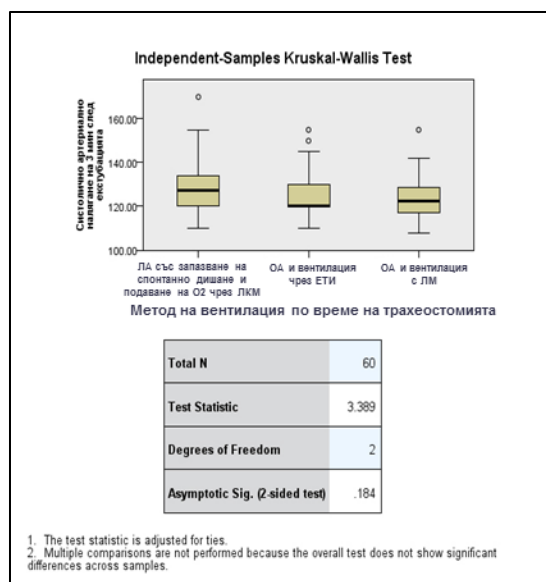 Independent-Samples Kruskal-Wallis Test
Систолично артериално
налягане на 3 мин след
екстубацията
160.00
140.00
120.00
100.00
ЛА със запазване на
спонтанно дишане и
подаване на О2 чрез ЛКМ
ОА и вентилация
чрез ЕТИ
ОА и вентилация
с ЛМ
Метод на вентилация по време на трахеостомията
Total N 60
Test Statistic 3.389
Degrees of Freedom 2
Asymptotic Sig. (2-sided test) .184
1. The test statistic is adjusted for ties.
2. Multiple comparisons are not performed because the overall test does not show significant
differences across samples.